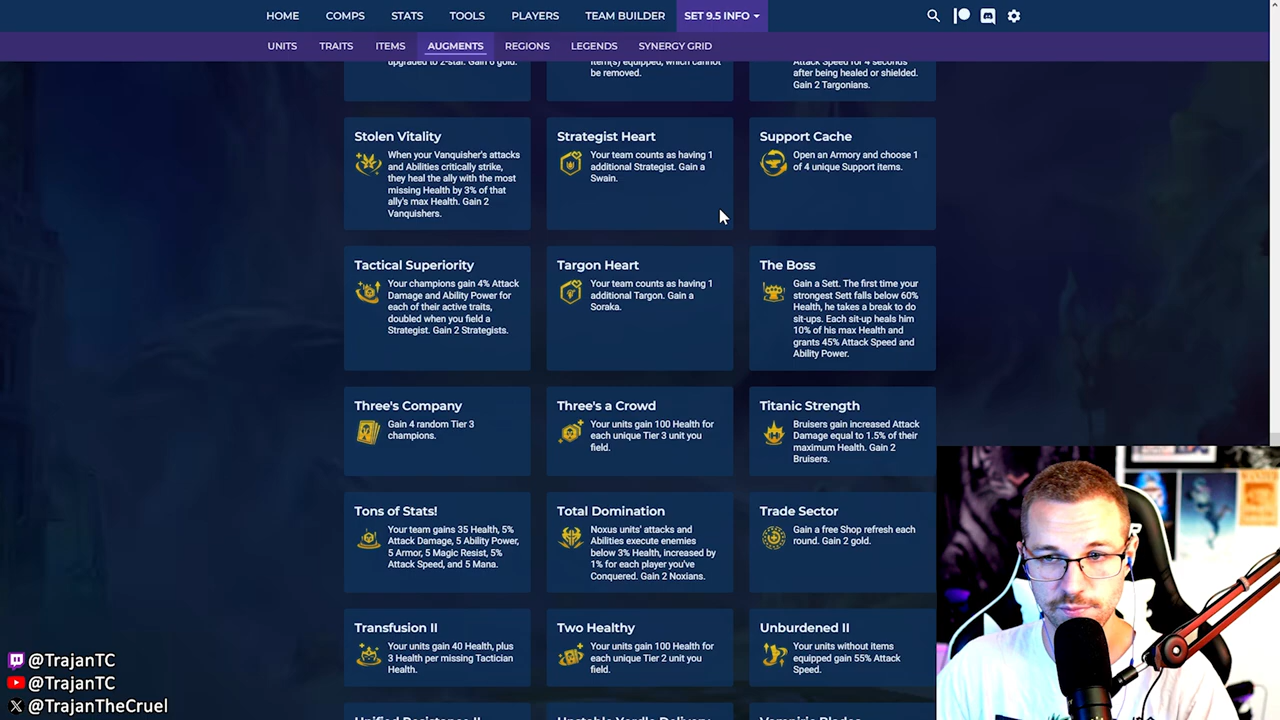 HOME COMPS STATS TOOLS PLAYERS TEAM BUILDER SET 9.5 INFO
UNITS TRAITS ITEMS AUGMENTS REGIONS LEGENDS SYNERGY GRID
upgraded to 2-star. Gain 6 gold.
item(s) equipped, which cannot
be removed.
Attack Speed for 4 seconds
after being healed or shielded.
Gain 2 Targonians.
Stolen Vitality
When your Vanquisher's attacks
and Abilities critically strike,
they heal the ally with the most
missing Health by 3% of that
ally's max Health. Gain 2
Vanquishers.
Strategist Heart
Your team counts as having 1
additional Strategist. Gain a
Swain.
Support Cache
Open an Armory and choose 1
of 4 unique Support items.
Tactical Superiority
Your champions gain 4% Attack
Damage and Ability Power for
each of their active traits,
doubled when you field a
Strategist. Gain 2 Strategists.
Targon Heart
Your team counts as having 1
additional Targon. Gain a
Soraka.
The Boss
Gain a Sett. The first time your
strongest Sett falls below 60%
Health, he takes a break to do
sit-ups. Each sit-up heals him
10% of his max Health and
grants 45% Attack Speed and
Ability Power.
Three's Company
Gain 4 random Tier 3
champions.
Three's a Crowd
Your units gain 100 Health for
each unique Tier 3 unit you
field.
Titanic Strength
Bruisers gain increased Attack
Damage equal to 1.5% of their
maximum Health. Gain 2
Bruisers.
Tons of Stats!
Your team gains 35 Health, 5%
Attack Damage, 5 Ability Power,
5 Armor, 5 Magic Resist, 5%
Attack Speed, and 5 Mana.
Total Domination
Noxus units' attacks and
Abilities execute enemies
below 3% Health, increased by
1% for each player you've
Conquered. Gain 2 Noxians.
Trade Sector
Gain a free Shop refresh each
round. Gain 2 gold.
Transfusion II
Your units gain 40 Health, plus
3 Health per missing Tactician
Health.
Two Healthy
Your units gain 100 Health for
each unique Tier 2 unit you
field.
Unburdened II
Your units without items
equipped gain 55% Attack
Speed.
Unified Resistance II
Unstable Yordle Delivery
Vampiric Blades
@TrajanTC
@TrajanTC
@TrajanTheCruel